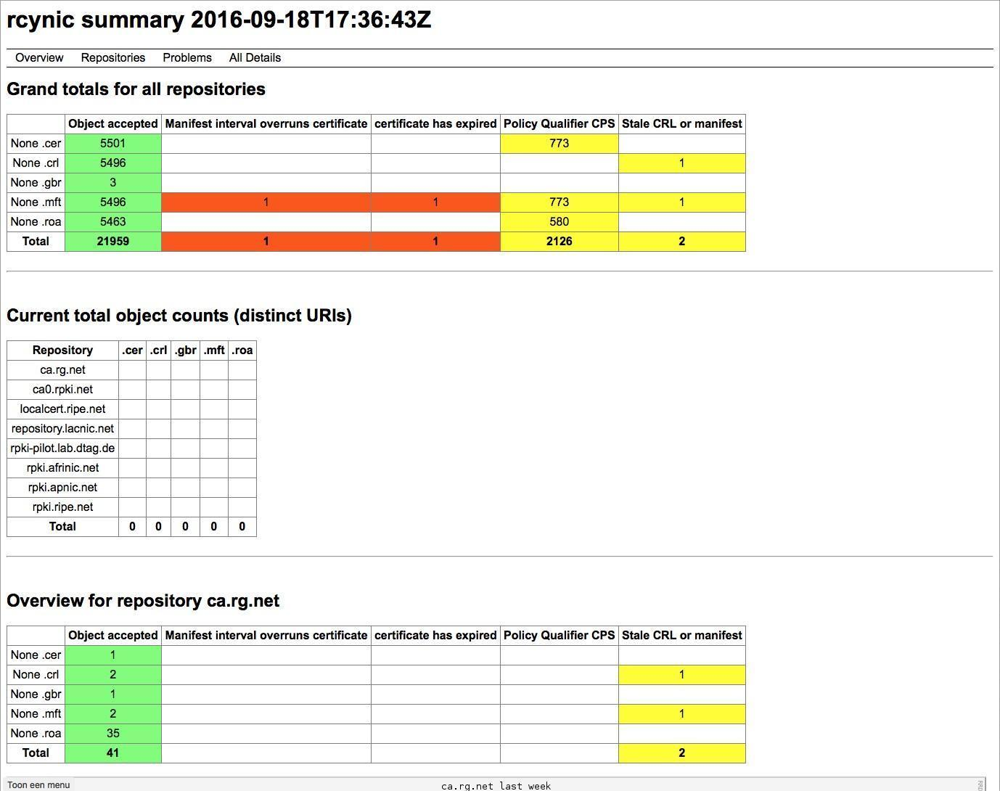 rcynic summary 2016-09-18T17:36:43Z
Overview Repositories Problems All Details
Grand totals for all repositories
Object accepted Manifest interval overruns certificate certificate has expired Policy Qualifier CPS Stale CRL or manifest
None .cer 5501 773
None .crl 5496 1
None .gbr 3
None .mft 5496 1 1 773 1
None .roa 5463 580
Total 21959 1 1 2126 2
Current total object counts (distinct URIs)
Repository .cer .crl .gbr .mft .roa
ca.rg.net
ca0.rpki.net
localcert.ripe.net
repository.lacnic.net
rpki-pilot.lab.dtag.de
rpki.afrinic.net
rpki.apnic.net
rpki.ripe.net
Total 0 0 0 0 0
Overview for repository ca.rg.net
Object accepted Manifest interval overruns certificate certificate has expired Policy Qualifier CPS Stale CRL or manifest
None .cer 1
None .crl 2 1
None .gbr 1
None .mft 2 1
None .roa 35
Total 41 2
Toon een menu
ca.rg.net last week